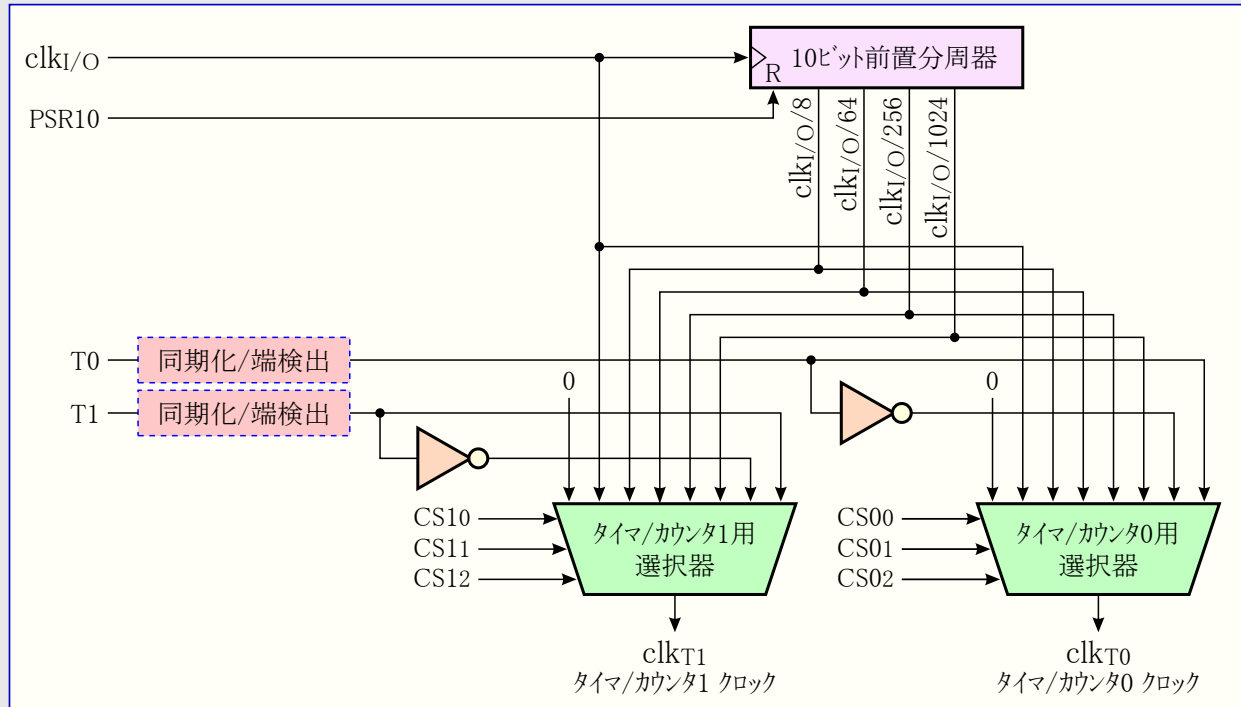 clkI/O
10ﾋﾞｯﾄ前置分周器
R
PSR10
clkI/O/8
clkI/O/64
clkI/O/256
clkI/O/1024
T0
同期化/端検出
T1
同期化/端検出
0
0
CS10
CS11
CS12
ﾀｲﾏ/ｶｳﾝﾀ1用
選択器
CS00
CS01
CS02
ﾀｲﾏ/ｶｳﾝﾀ0用
選択器
clkT1
ﾀｲﾏ/ｶｳﾝﾀ1 ｸﾛｯｸ
clkT0
ﾀｲﾏ/ｶｳﾝﾀ0 ｸﾛｯｸ